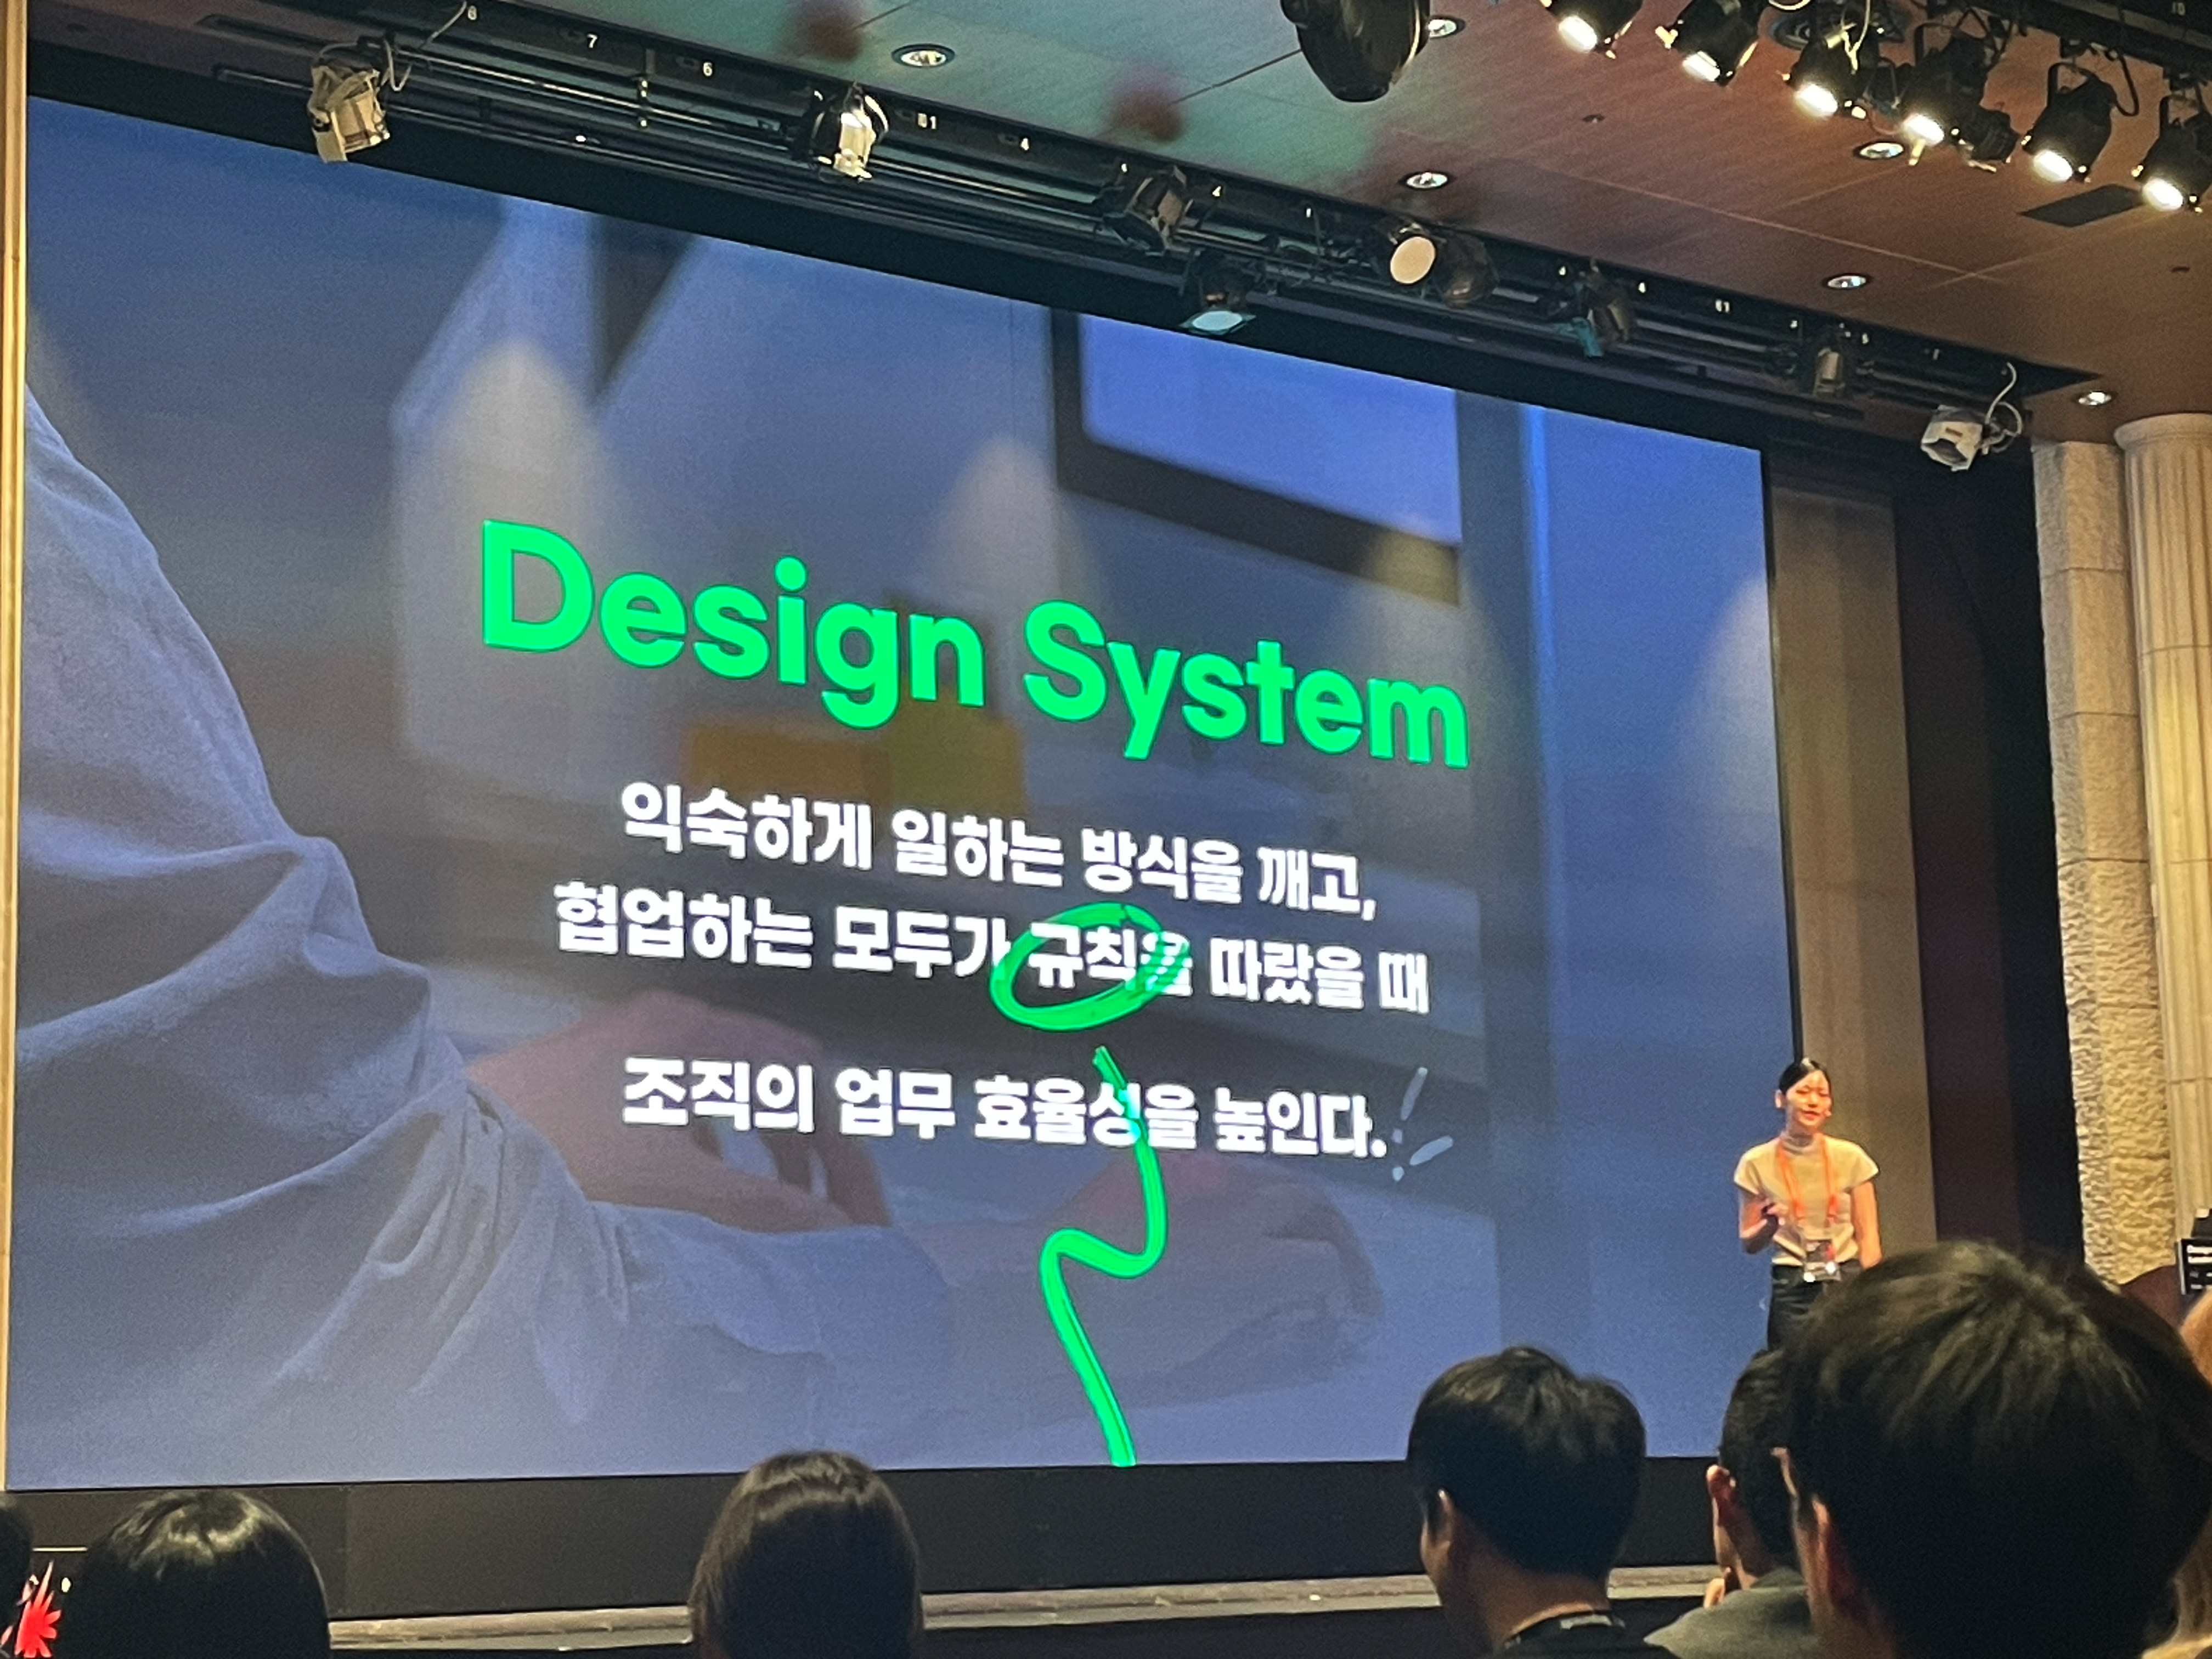 Design System
익숙하게 일하는 방식을 깨고,
협업하는 모두가 규칙을 따랐을 때
조직의 업무 효율성을 높인다.